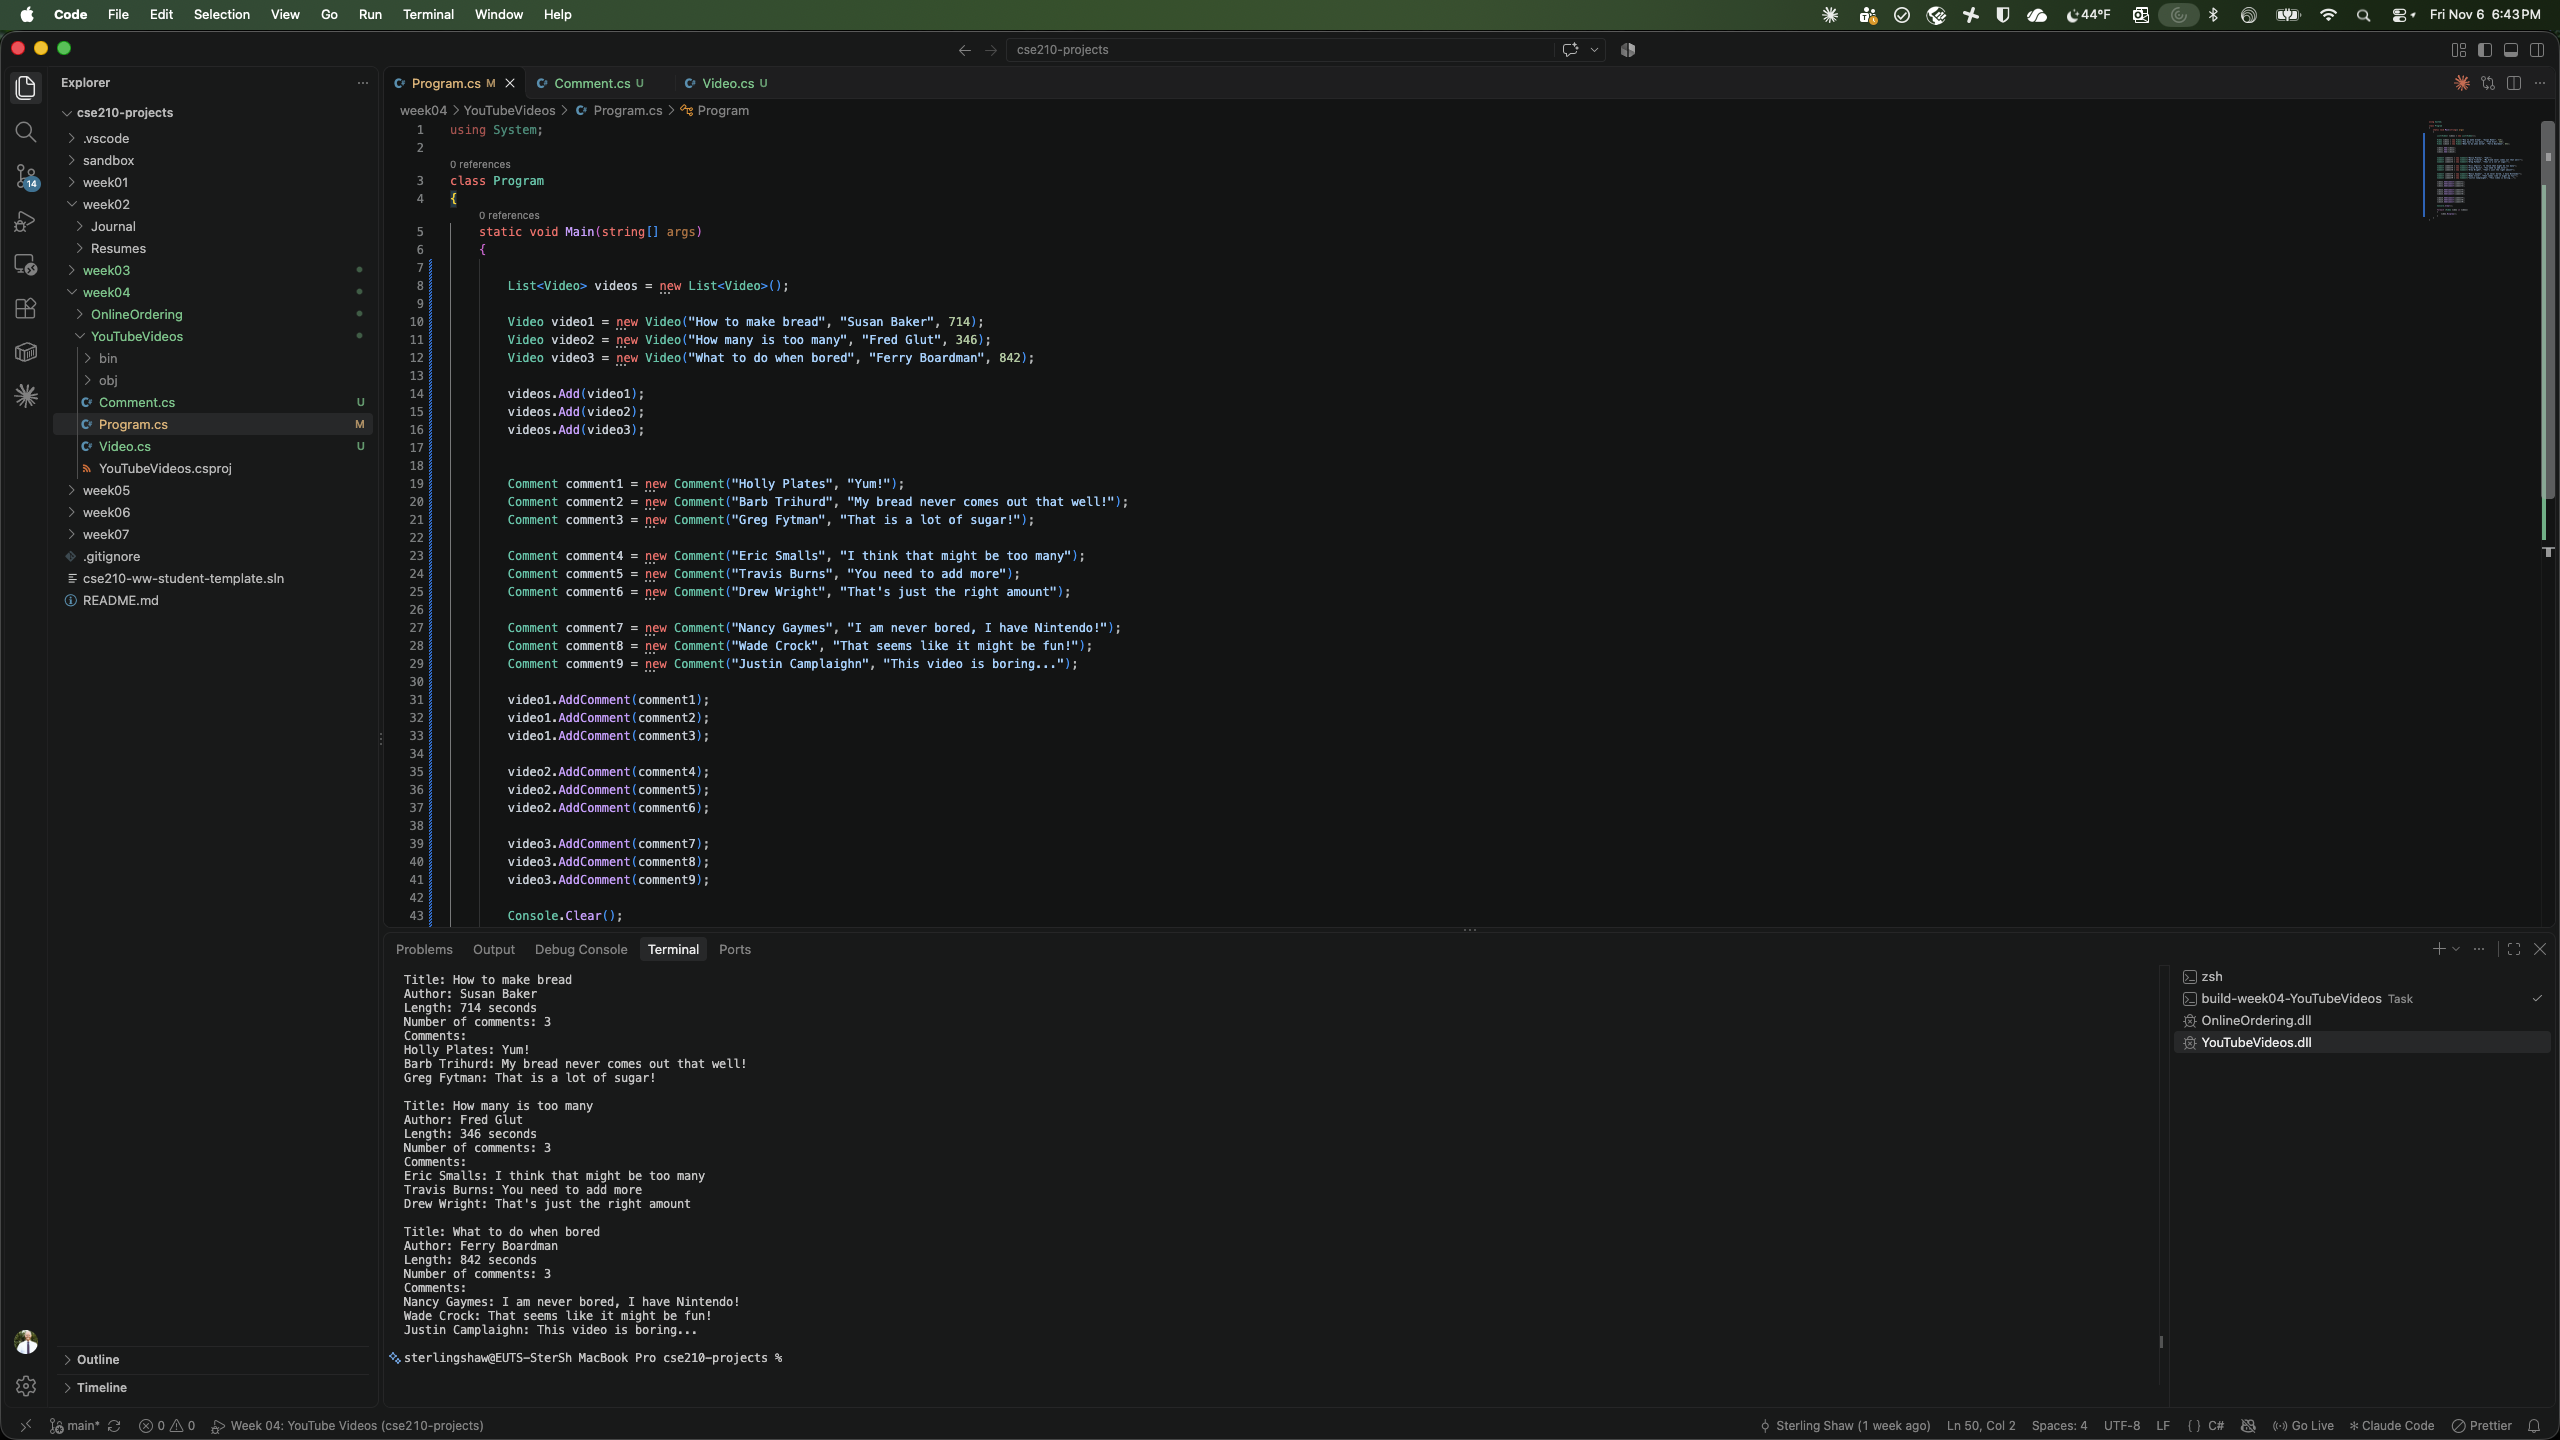 Code File Edit Selection View Go Run Terminal Window Help
44°F Fri Nov 6 6:43 PM
cse210-projects
Explorer
cse210-projects
.vscode
sandbox
week01
week02
Journal
Resumes
week03
week04
OnlineOrdering
YouTubeVideos
bin
obj
Comment.cs U
Program.cs M
Video.cs U
YouTubeVideos.csproj
week05
week06
week07
.gitignore
cse210-ww-student-template.sln
README.md
14
Outline
Timeline
Program.cs M Comment.cs U Video.cs U
week04 > YouTubeVideos > Program.cs > Program
1 using System;
2
0 references
3 class Program
4 {
0 references
5 static void Main(string[] args)
6 {
7
8 List<Video> videos = new List<Video>();
9
10 Video video1 = new Video("How to make bread", "Susan Baker", 714);
11 Video video2 = new Video("How many is too many", "Fred Glut", 346);
12 Video video3 = new Video("What to do when bored", "Ferry Boardman", 842);
13
14 videos.Add(video1);
15 videos.Add(video2);
16 videos.Add(video3);
17
18
19 Comment comment1 = new Comment("Holly Plates", "Yum!");
20 Comment comment2 = new Comment("Barb Trihurd", "My bread never comes out that well!");
21 Comment comment3 = new Comment("Greg Fytman", "That is a lot of sugar!");
22
23 Comment comment4 = new Comment("Eric Smalls", "I think that might be too many");
24 Comment comment5 = new Comment("Travis Burns", "You need to add more");
25 Comment comment6 = new Comment("Drew Wright", "That's just the right amount");
26
27 Comment comment7 = new Comment("Nancy Gaymes", "I am never bored, I have Nintendo!");
28 Comment comment8 = new Comment("Wade Crock", "That seems like it might be fun!");
29 Comment comment9 = new Comment("Justin Camplaighn", "This video is boring...");
30
31 video1.AddComment(comment1);
32 video1.AddComment(comment2);
33 video1.AddComment(comment3);
34
35 video2.AddComment(comment4);
36 video2.AddComment(comment5);
37 video2.AddComment(comment6);
38
39 video3.AddComment(comment7);
40 video3.AddComment(comment8);
41 video3.AddComment(comment9);
42
43 Console.Clear();
Problems Output Debug Console Terminal Ports
Title: How to make bread
Author: Susan Baker
Length: 714 seconds
Number of comments: 3
Comments:
Holly Plates: Yum!
Barb Trihurd: My bread never comes out that well!
Greg Fytman: That is a lot of sugar!
Title: How many is too many
Author: Fred Glut
Length: 346 seconds
Number of comments: 3
Comments:
Eric Smalls: I think that might be too many
Travis Burns: You need to add more
Drew Wright: That's just the right amount
Title: What to do when bored
Author: Ferry Boardman
Length: 842 seconds
Number of comments: 3
Comments:
Nancy Gaymes: I am never bored, I have Nintendo!
Wade Crock: That seems like it might be fun!
Justin Camplaighn: This video is boring...
sterlingshaw@EUTS-SterSh MacBook Pro cse210-projects %
zsh
build-week04-YouTubeVideos Task
OnlineOrdering.dll
YouTubeVideos.dll
main* 0 0 Week 04: YouTube Videos (cse210-projects) Sterling Shaw (1 week ago) Ln 50, Col 2 Spaces: 4 UTF-8 LF {} C# Go Live Claude Code Prettier